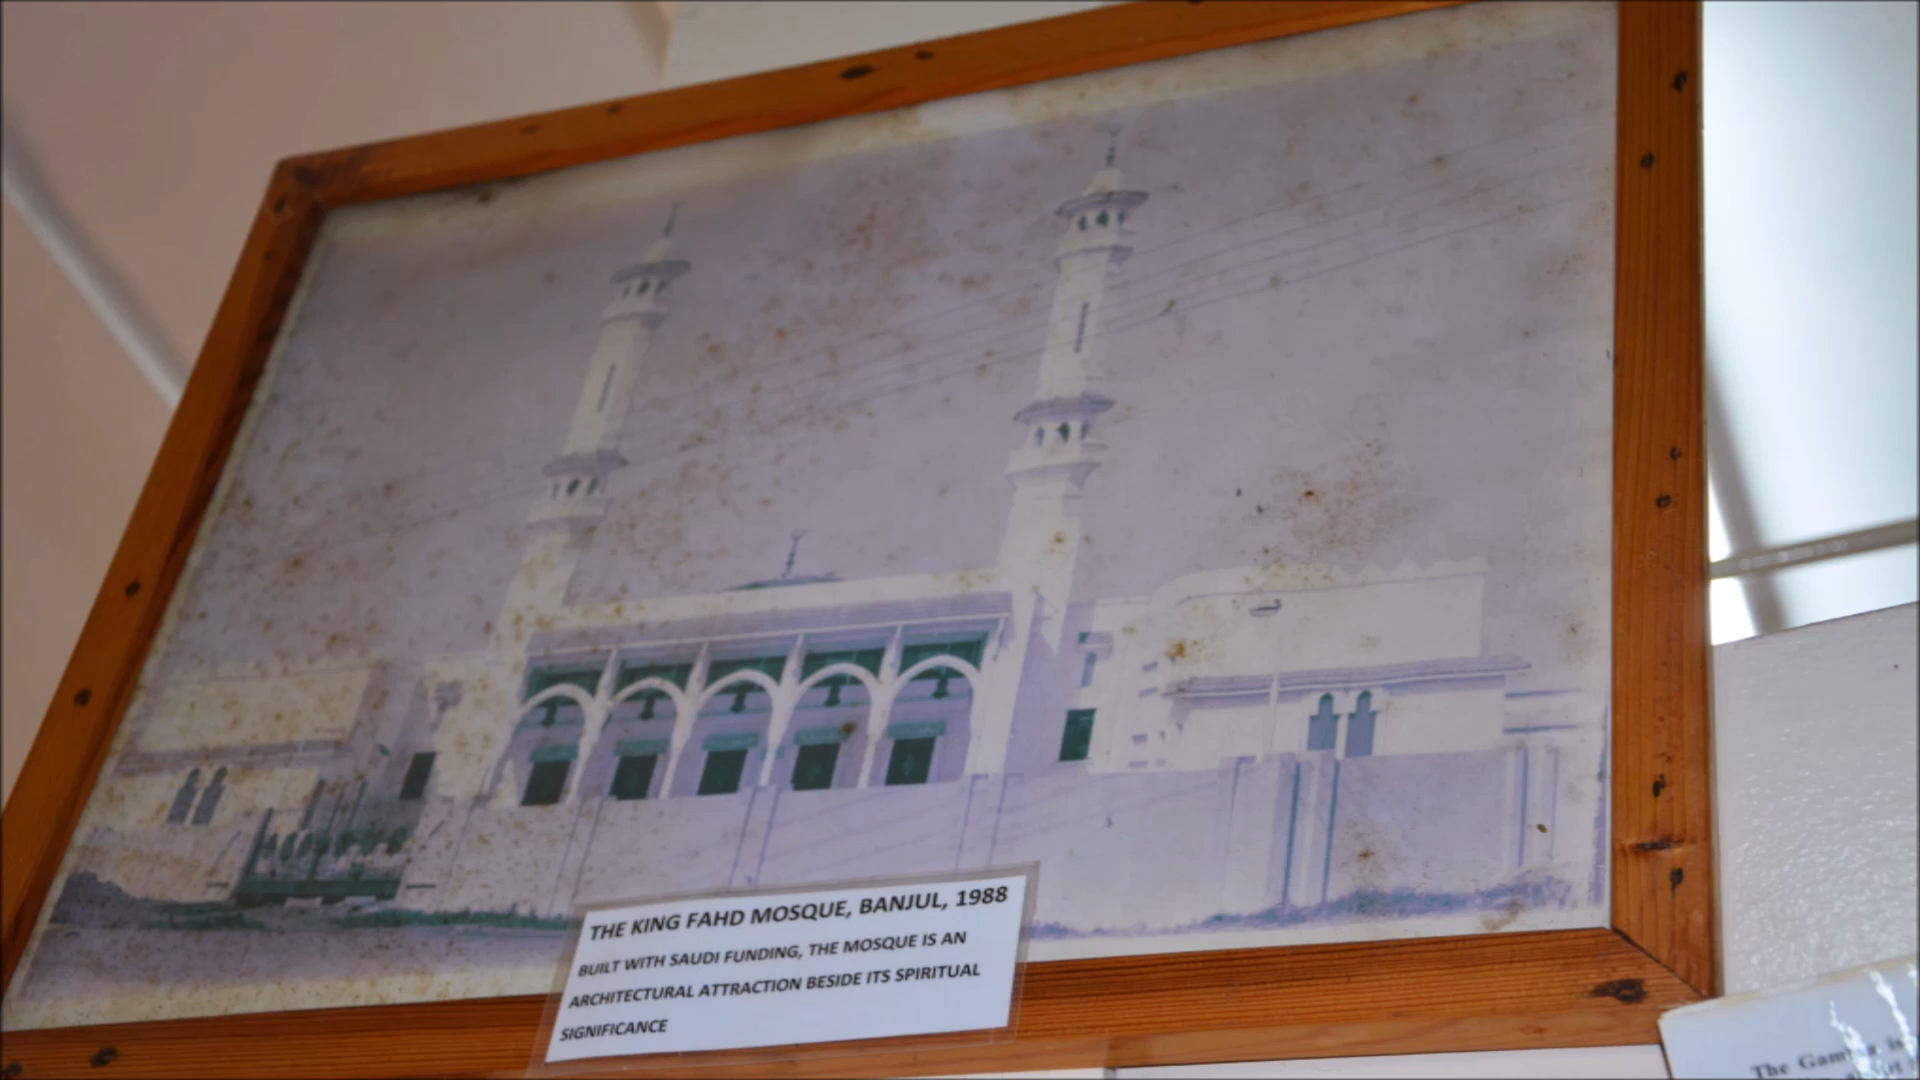 THE KING FAHD MOSQUE, BANJUL, 1988
BUILT WITH SAUDI FUNDING, THE MOSQUE IS AN
ARCHITECTURAL ATTRACTION BESIDE ITS SPIRITUAL
SIGNIFICANCE
The